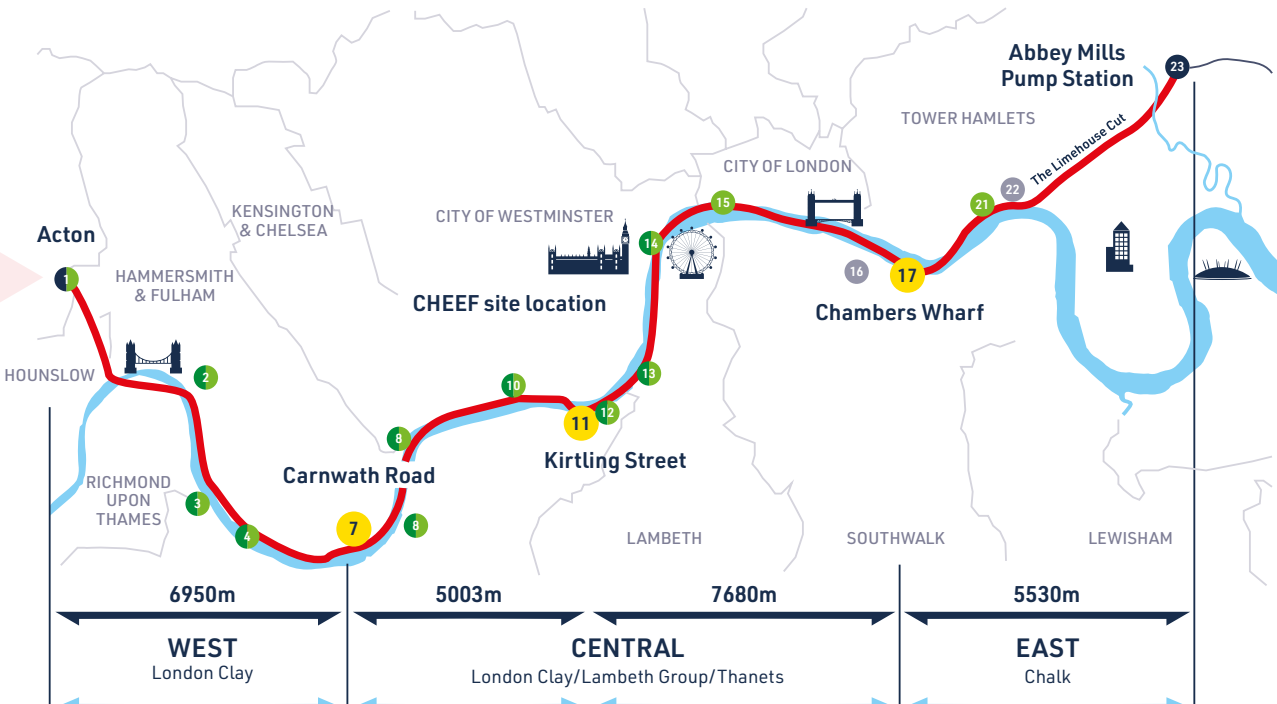 Abbey Mills
Pump Station
23
TOWER HAMLETS
The Limehouse Cut
CITY OF LONDON
22
21
15
KENSINGTON
& CHELSEA
CITY OF WESTMINSTER
Acton
14
16
17
1
HAMMERSMITH
& FULHAM
CHEEF site location
Chambers Wharf
HOUNSLOW
2
13
10
12
11
8
Kirtling Street
Carnwath Road
RICHMOND
UPON
THAMES
3
4
7
8
LAMBETH
SOUTHWALK
LEWISHAM
6950m
5003m
7680m
5530m
WEST
CENTRAL
EAST
London Clay
London Clay/Lambeth Group/Thanets
Chalk